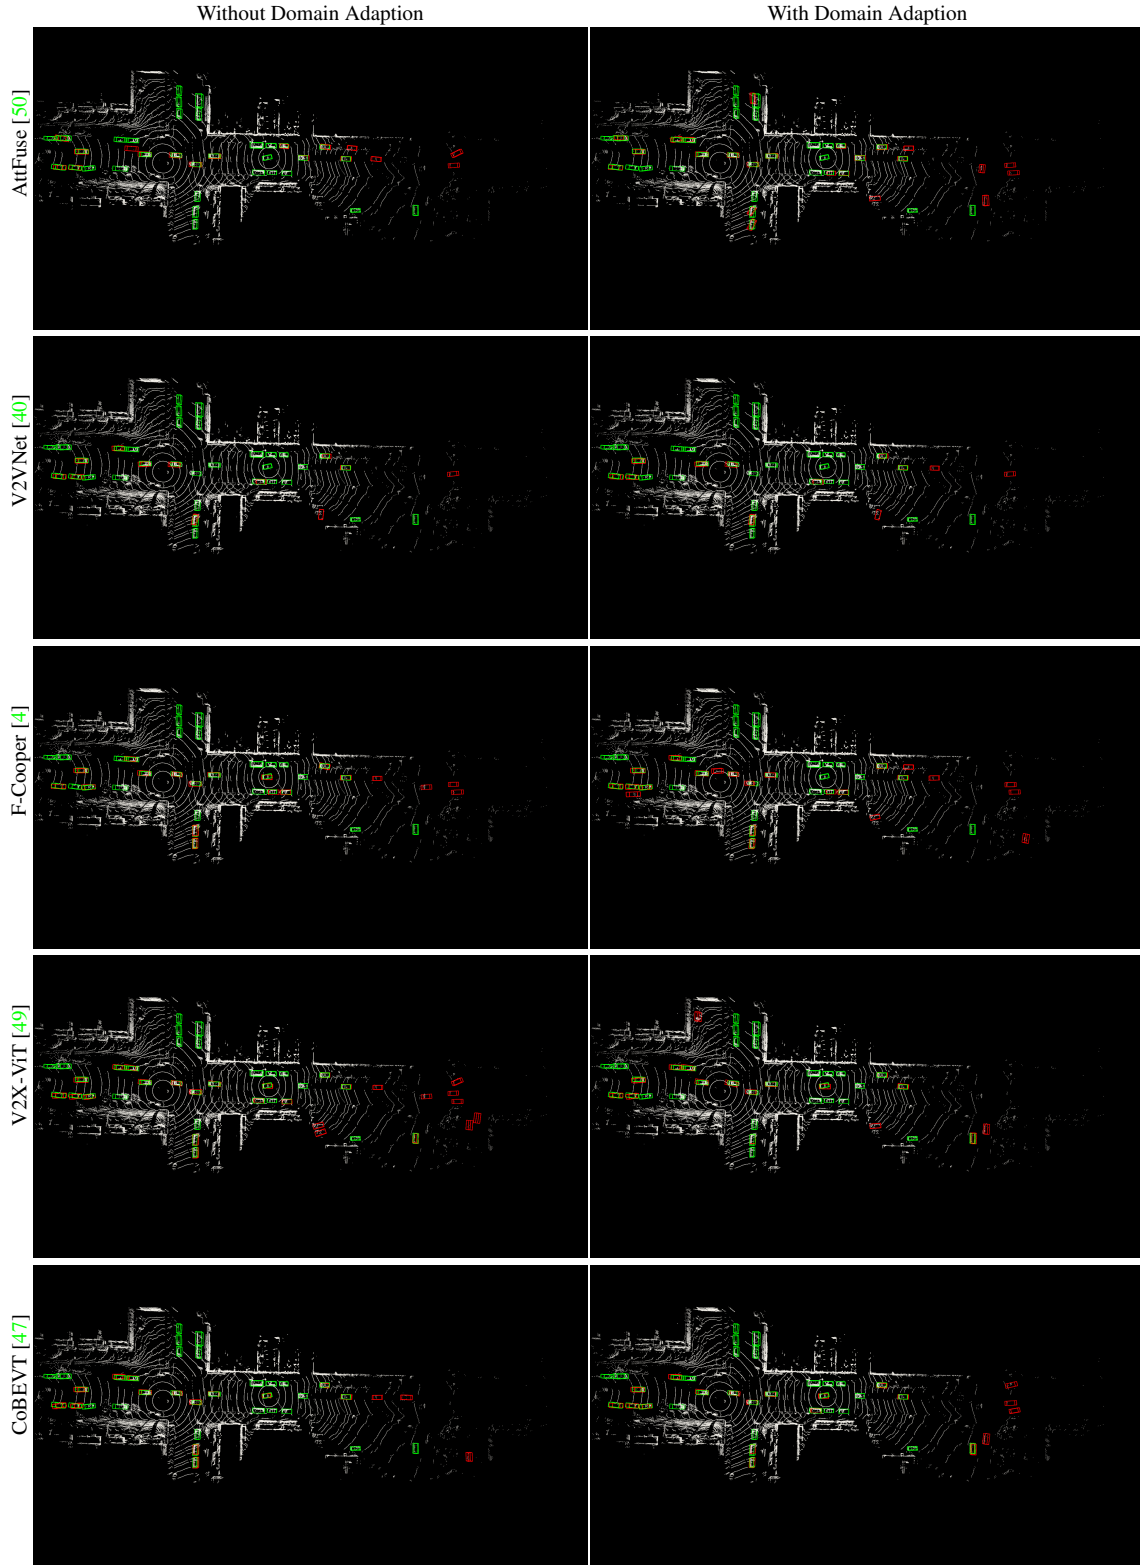 Without Domain Adaption
With Domain Adaption
AttFuse [50]
V2VNet [40]
F-Cooper [4]
V2X-ViT [49]
CoBEVT [47]